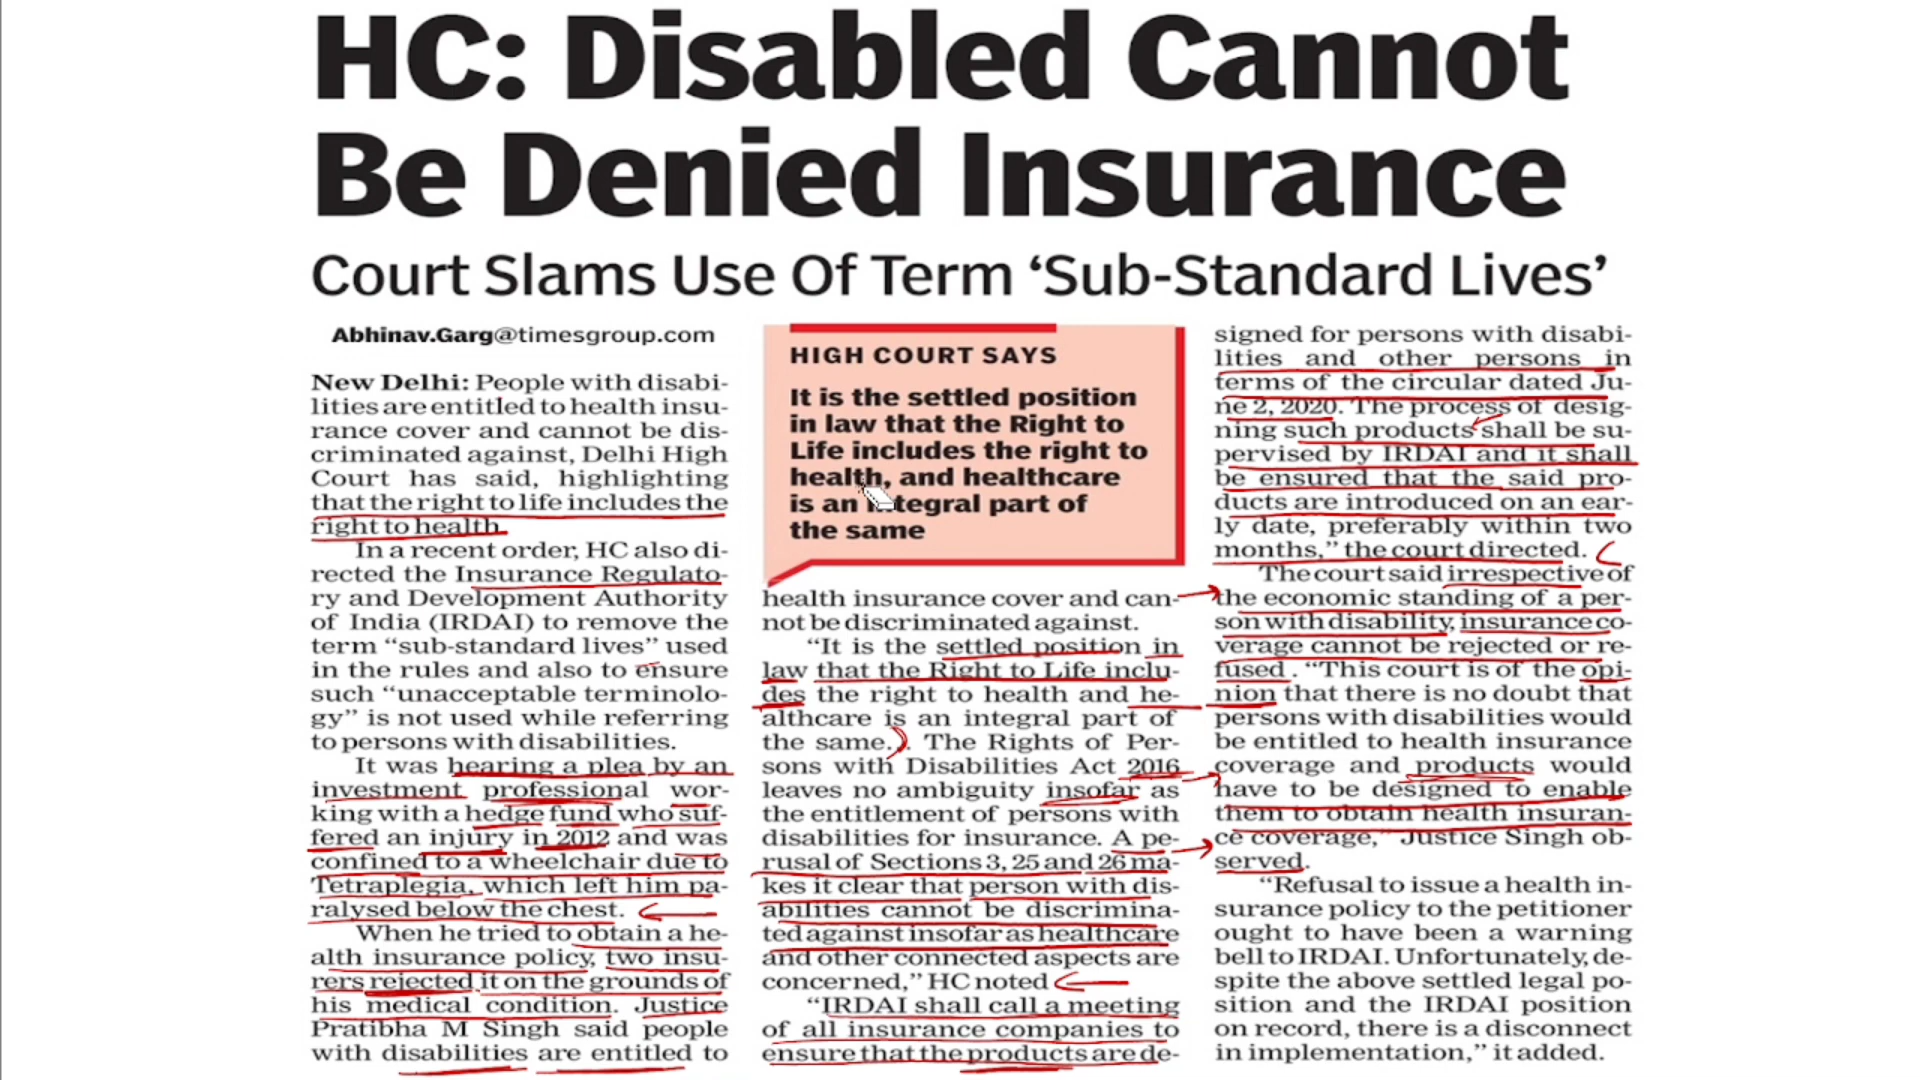 HC: Disabled Cannot
Be Denied Insurance
Court Slams Use Of Term ‘Sub-Standard Lives’
Abhinav.Garg@timesgroup.com
New Delhi: People with disabi-
lities are entitled to health insu-
rance cover and cannot be dis-
criminated against, Delhi High
Court has said, highlighting
that the right to life includes the
right to health.
In a recent order, HC also di-
rected the Insurance Regulato-
ry and Development Authority
of India (IRDAI) to remove the
term “sub-standard lives” used
in the rules and also to ensure
such “unacceptable terminolo-
gy” is not used while referring
to persons with disabilities.
It was hearing a plea by an
investment professional wor-
king with a hedge fund who suf-
fered an injury in 2012 and was
confined to a wheelchair due to
Tetraplegia, which left him pa-
ralysed below the chest.
When he tried to obtain a he-
alth insurance policy, two insu-
rers rejected it on the grounds of
his medical condition. Justice
Pratibha M Singh said people
with disabilities are entitled to
HIGH COURT SAYS
It is the settled position
in law that the Right to
Life includes the right to
health, and healthcare
is an integral part of
the same
health insurance cover and can-
not be discriminated against.
“It is the settled position in
law that the Right to Life inclu-
des the right to health and he-
althcare is an integral part of
the same... The Rights of Per-
sons with Disabilities Act 2016
leaves no ambiguity insofar as
the entitlement of persons with
disabilities for insurance. A pe-
rusal of Sections 3, 25 and 26 ma-
kes it clear that person with dis-
abilities cannot be discrimina-
ted against insofar as healthcare
and other connected aspects are
concerned,” HC noted
“IRDAI shall call a meeting
of all insurance companies to
ensure that the products are de-
signed for persons with disabi-
lities and other persons in
terms of the circular dated Ju-
ne 2, 2020. The process of desig-
ning such products shall be su-
pervised by IRDAI and it shall
be ensured that the said pro-
ducts are introduced on an ear-
ly date, preferably within two
months,” the court directed.
The court said irrespective of
the economic standing of a per-
son with disability, insurance co-
verage cannot be rejected or re-
fused . “This court is of the opi-
nion that there is no doubt that
persons with disabilities would
be entitled to health insurance
coverage and products would
have to be designed to enable
them to obtain health insuran-
ce coverage,” Justice Singh ob-
served.
“Refusal to issue a health in-
surance policy to the petitioner
ought to have been a warning
bell to IRDAI. Unfortunately, de-
spite the above settled legal po-
sition and the IRDAI position
on record, there is a disconnect
in implementation,” it added.